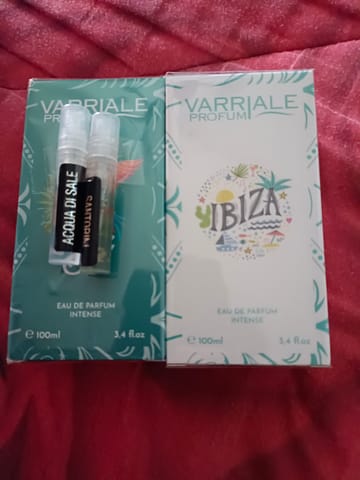 VARRIALE
PROFUMI
ACQUA DI SALE
SANTORINI
EAU DE PARFUM
INTENSE
e 100ml 3,4 fl.oz
VARRIALE
PROFUMI
IBIZA
EAU DE PARFUM
INTENSE
e 100ml 3,4 fl.oz